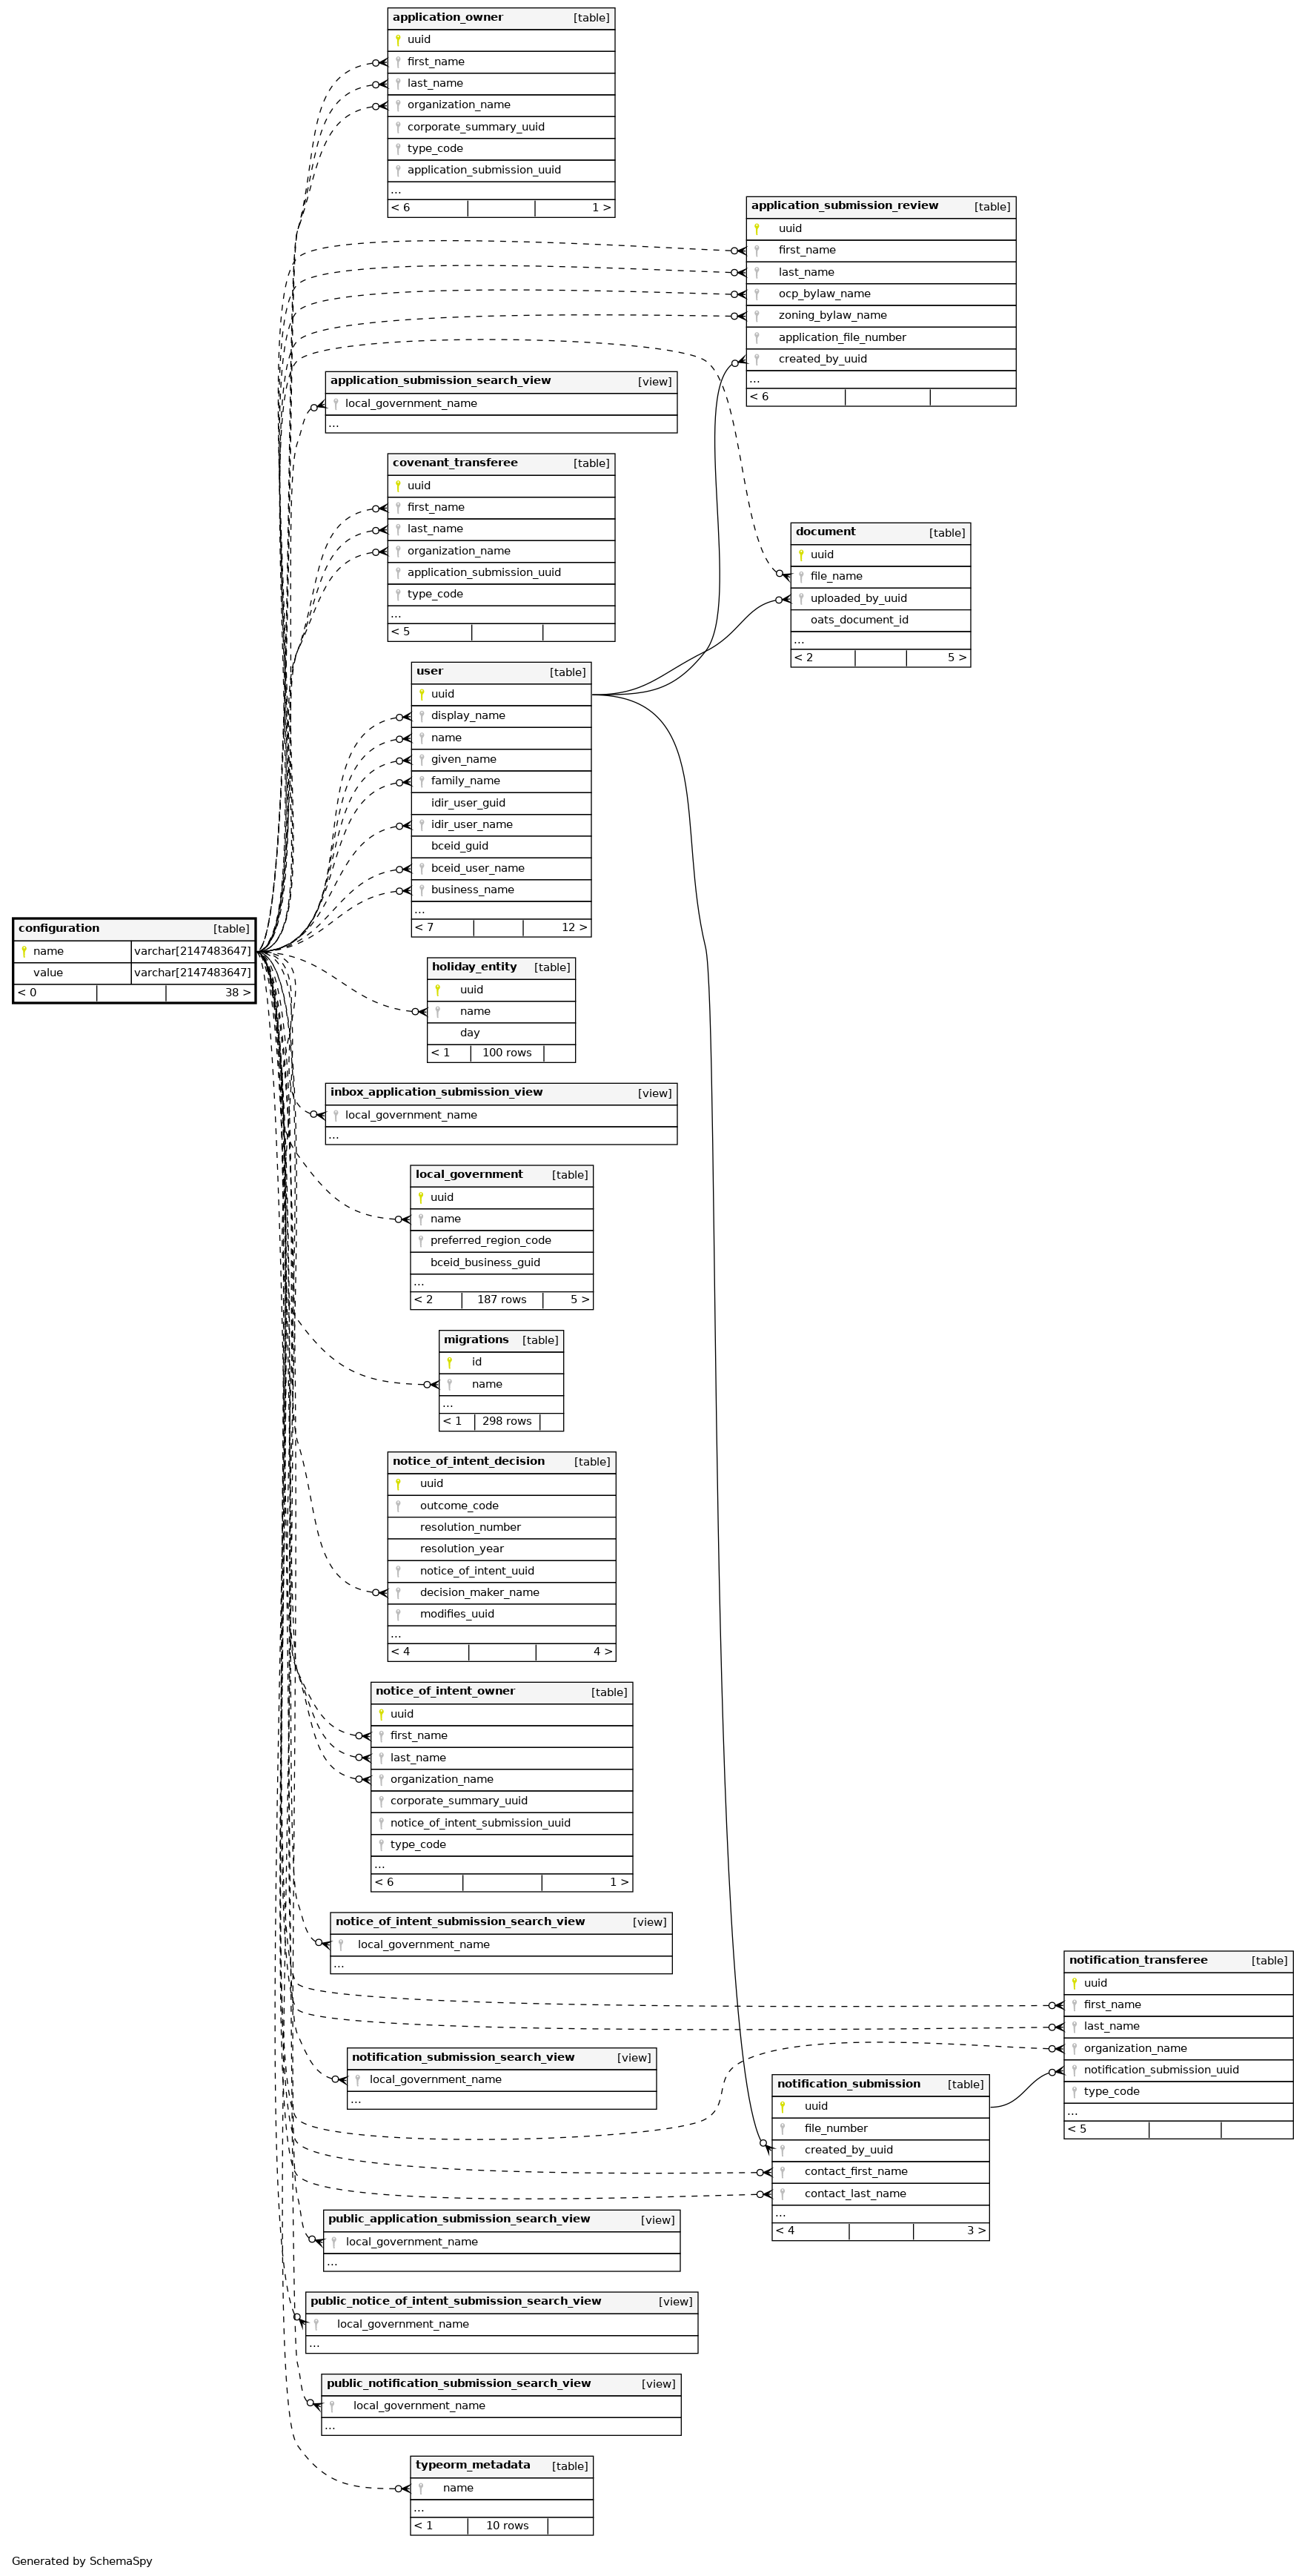 application_owner [table]
uuid
first_name
last_name
organization_name
corporate_summary_uuid
type_code
application_submission_uuid
...
< 6 1 >
application_submission_review [table]
uuid
first_name
last_name
ocp_bylaw_name
zoning_bylaw_name
application_file_number
created_by_uuid
...
< 6
application_submission_search_view [view]
local_government_name
...
covenant_transferee [table]
uuid
first_name
last_name
organization_name
application_submission_uuid
type_code
...
< 5
document [table]
uuid
file_name
uploaded_by_uuid
oats_document_id
...
< 2 5 >
user [table]
uuid
display_name
name
given_name
family_name
idir_user_guid
idir_user_name
bceid_guid
bceid_user_name
business_name
...
< 7 12 >
configuration [table]
name varchar[2147483647]
value varchar[2147483647]
< 0 38 >
holiday_entity [table]
uuid
name
day
< 1 100 rows
inbox_application_submission_view [view]
local_government_name
...
local_government [table]
uuid
name
preferred_region_code
bceid_business_guid
...
< 2 187 rows 5 >
migrations [table]
id
name
...
< 1 298 rows
notice_of_intent_decision [table]
uuid
outcome_code
resolution_number
resolution_year
notice_of_intent_uuid
decision_maker_name
modifies_uuid
...
< 4 4 >
notice_of_intent_owner [table]
uuid
first_name
last_name
organization_name
corporate_summary_uuid
notice_of_intent_submission_uuid
type_code
...
< 6 1 >
notice_of_intent_submission_search_view [view]
local_government_name
...
notification_transferee [table]
uuid
first_name
last_name
organization_name
notification_submission_uuid
type_code
...
< 5
notification_submission_search_view [view]
local_government_name
...
notification_submission [table]
uuid
file_number
created_by_uuid
contact_first_name
contact_last_name
...
< 4 3 >
public_application_submission_search_view [view]
local_government_name
...
public_notice_of_intent_submission_search_view [view]
local_government_name
...
public_notification_submission_search_view [view]
local_government_name
...
typeorm_metadata [table]
name
...
< 1 10 rows
Generated by SchemaSpy